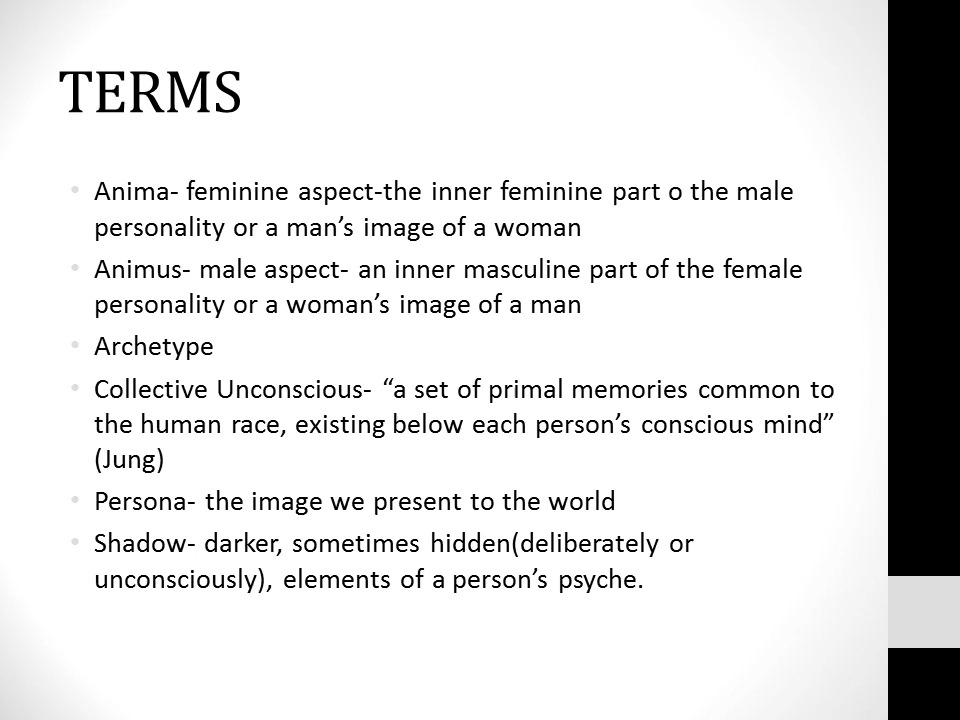 TERMS
• Anima- feminine aspect-the inner feminine part o the male
personality or a man’s image of a woman
• Animus- male aspect- an inner masculine part of the female
personality or a woman’s image of a man
• Archetype
• Collective Unconscious- “a set of primal memories common to
the human race, existing below each person’s conscious mind”
(Jung)
• Persona- the image we present to the world
• Shadow- darker, sometimes hidden(deliberately or
unconsciously), elements of a person’s psyche.